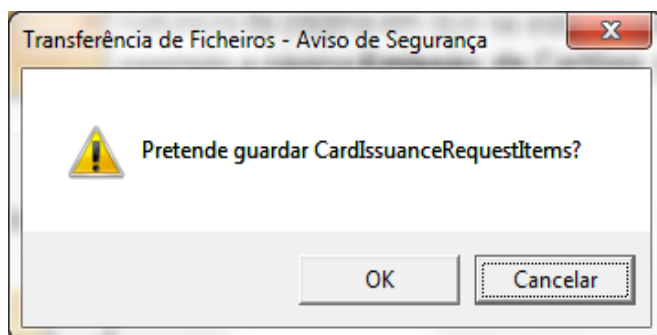 Transferência de Ficheiros - Aviso de Segurança
Pretende guardar CardIssuanceRequestItems?
OK
Cancelar